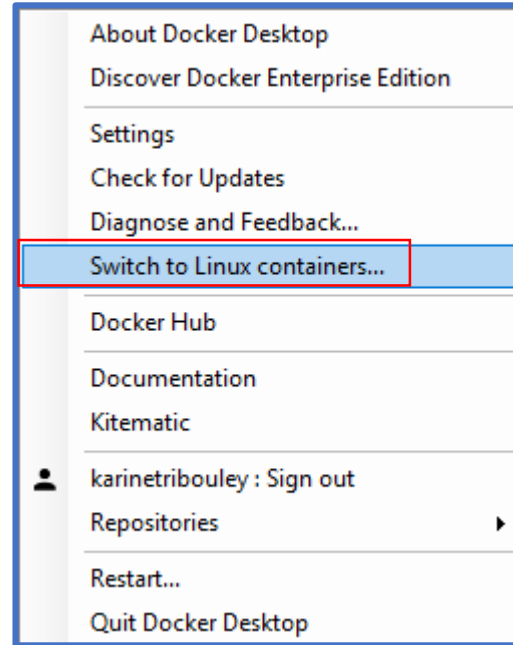 About Docker Desktop
Discover Docker Enterprise Edition
Settings
Check for Updates
Diagnose and Feedback...
Switch to Linux containers...
Docker Hub
Documentation
Kitematic
karinetribouley : Sign out
Repositories
Restart...
Quit Docker Desktop